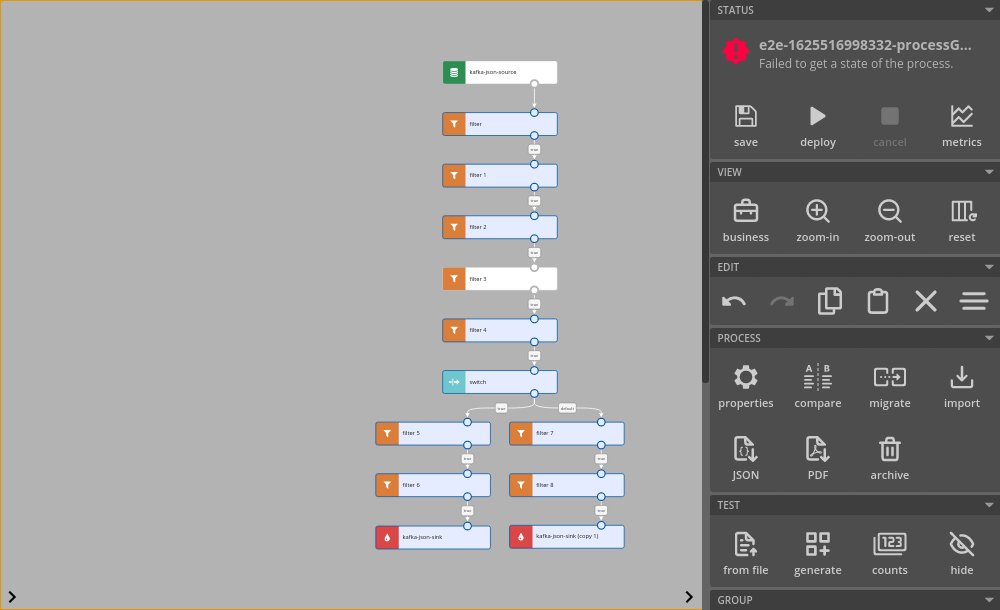 kafka-json-source
filter
true
filter 1
true
filter 2
true
filter 3
true
filter 4
true
switch
true
default
filter 5
filter 7
true
true
filter 6
filter 8
true
true
kafka-json-sink
kafka-json-sink (copy 1)
STATUS
e2e-1625516998332-processG...
Failed to get a state of the process.
save
deploy
cancel
metrics
VIEW
business
zoom-in
zoom-out
reset
EDIT
PROCESS
A
B
properties
compare
migrate
import
JSON
PDF
archive
TEST
123
from file
generate
counts
hide
GROUP